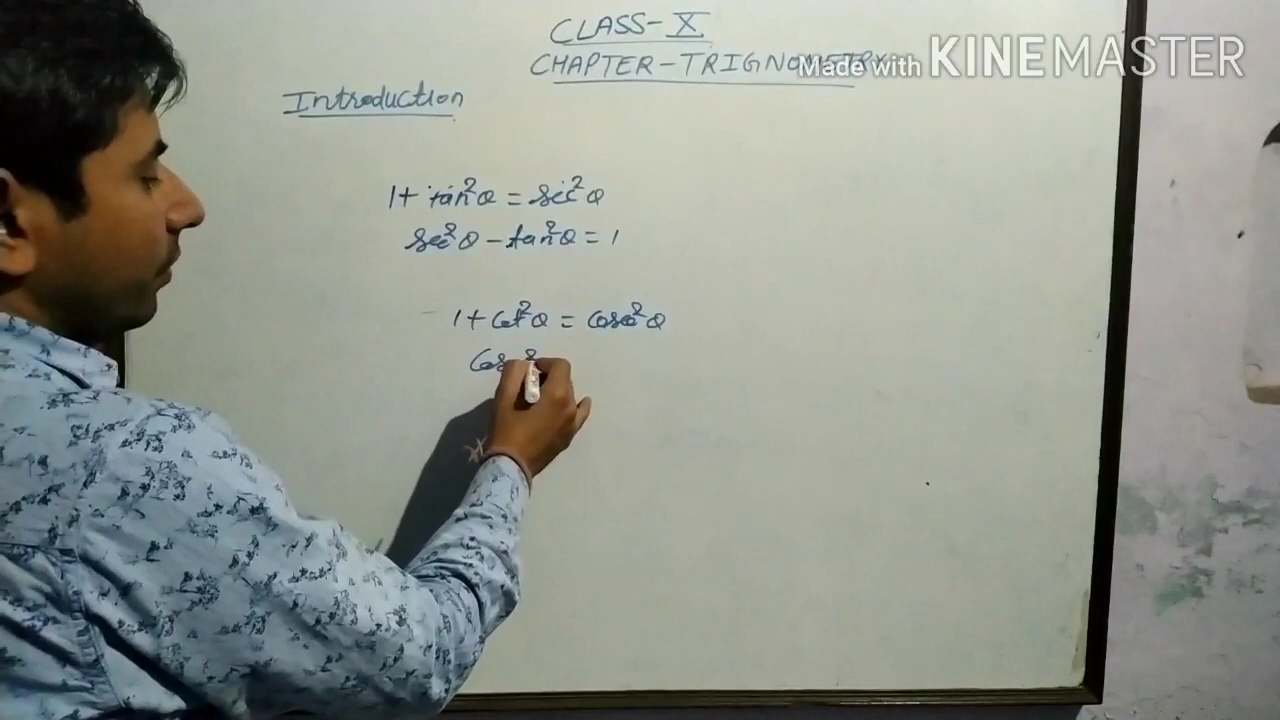 CLASS-X
CHAPTER-TRIGNOMETRY
Made with KINEMASTER
Introduction
1+tan²θ = sec²θ
sec²θ - tan²θ = 1
1+cot²θ = cosec²θ